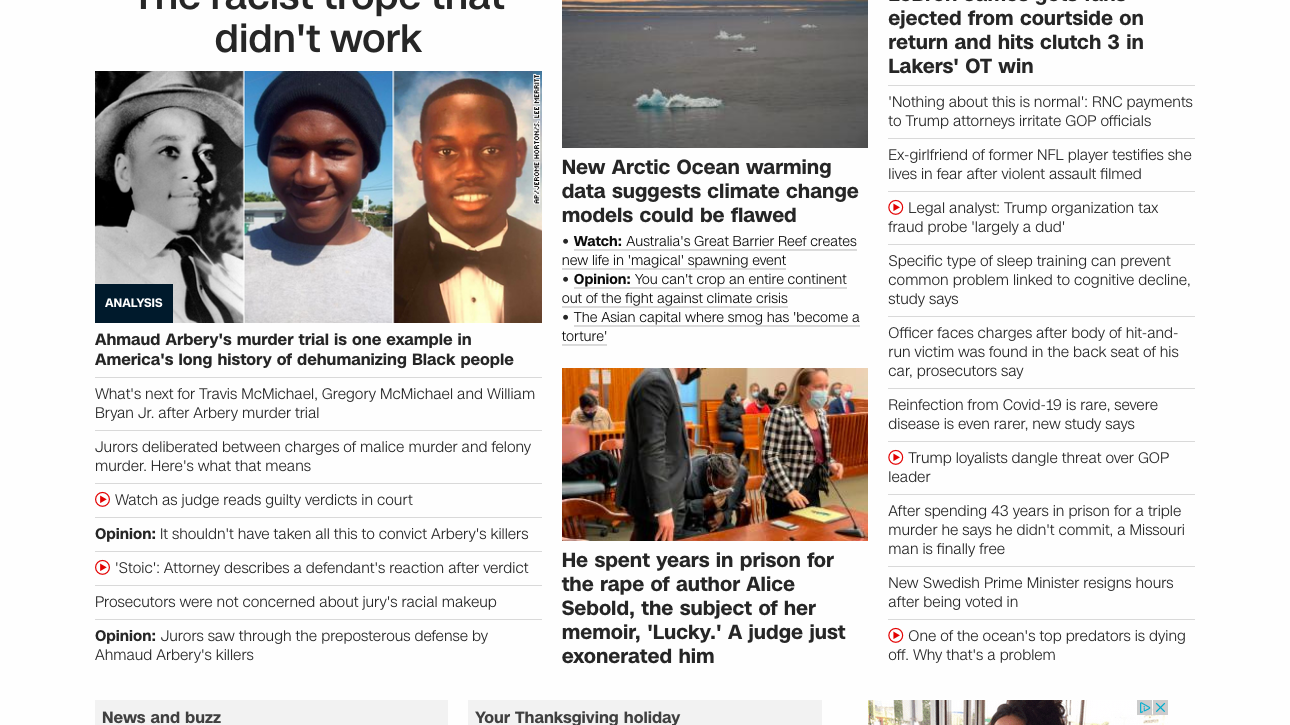 The racist trope that
didn't work
AP/JEROME HORTON/S. LEE MERRITT
ANALYSIS
Ahmaud Arbery's murder trial is one example in
America's long history of dehumanizing Black people
What's next for Travis McMichael, Gregory McMichael and William
Bryan Jr. after Arbery murder trial
Jurors deliberated between charges of malice murder and felony
murder. Here's what that means
Watch as judge reads guilty verdicts in court
Opinion: It shouldn't have taken all this to convict Arbery's killers
'Stoic': Attorney describes a defendant's reaction after verdict
Prosecutors were not concerned about jury's racial makeup
Opinion: Jurors saw through the preposterous defense by
Ahmaud Arbery's killers
New Arctic Ocean warming
data suggests climate change
models could be flawed
• Watch: Australia's Great Barrier Reef creates
new life in 'magical' spawning event
• Opinion: You can't crop an entire continent
out of the fight against climate crisis
• The Asian capital where smog has 'become a
torture'
He spent years in prison for
the rape of author Alice
Sebold, the subject of her
memoir, 'Lucky.' A judge just
exonerated him
LeBron James gets fans
ejected from courtside on
return and hits clutch 3 in
Lakers' OT win
'Nothing about this is normal': RNC payments
to Trump attorneys irritate GOP officials
Ex-girlfriend of former NFL player testifies she
lives in fear after violent assault filmed
Legal analyst: Trump organization tax
fraud probe 'largely a dud'
Specific type of sleep training can prevent
common problem linked to cognitive decline,
study says
Officer faces charges after body of hit-and-
run victim was found in the back seat of his
car, prosecutors say
Reinfection from Covid-19 is rare, severe
disease is even rarer, new study says
Trump loyalists dangle threat over GOP
leader
After spending 43 years in prison for a triple
murder he says he didn't commit, a Missouri
man is finally free
New Swedish Prime Minister resigns hours
after being voted in
One of the ocean's top predators is dying
off. Why that's a problem
News and buzz
Your Thanksgiving holiday